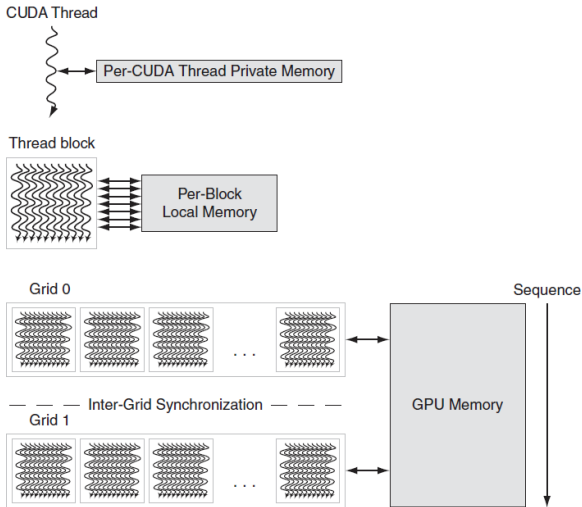 CUDA Thread
Per-CUDA Thread Private Memory
Thread block
Per-Block
Local Memory
Grid 0
Sequence
. . .
Inter-Grid Synchronization
GPU Memory
Grid 1
. . .